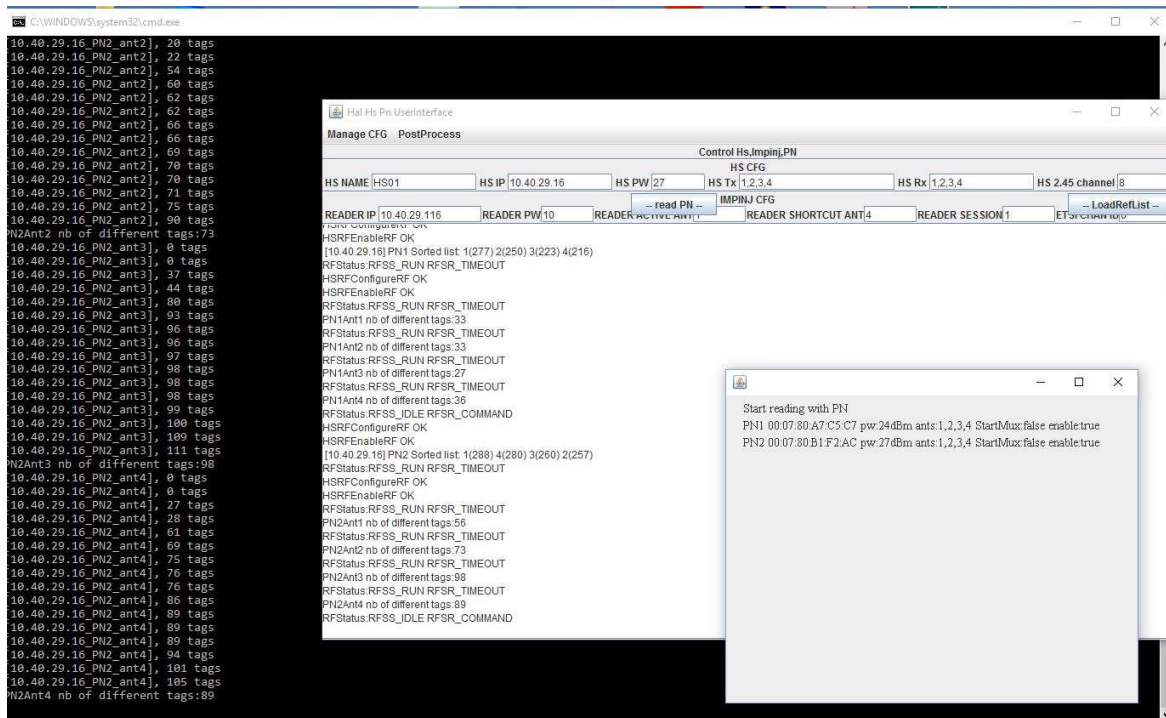 C:\WINDOWS\system32\cmd.exe
[10.40.29.16_PN2_ant2], 20 tags
[10.40.29.16_PN2_ant2], 22 tags
[10.40.29.16_PN2_ant2], 54 tags
[10.40.29.16_PN2_ant2], 60 tags
[10.40.29.16_PN2_ant2], 62 tags
[10.40.29.16_PN2_ant2], 62 tags
[10.40.29.16_PN2_ant2], 66 tags
[10.40.29.16_PN2_ant2], 66 tags
[10.40.29.16_PN2_ant2], 69 tags
[10.40.29.16_PN2_ant2], 70 tags
[10.40.29.16_PN2_ant2], 70 tags
[10.40.29.16_PN2_ant2], 71 tags
[10.40.29.16_PN2_ant2], 75 tags
[10.40.29.16_PN2_ant2], 90 tags
PN2Ant2 nb of different tags:73
[10.40.29.16_PN2_ant3], 0 tags
[10.40.29.16_PN2_ant3], 0 tags
[10.40.29.16_PN2_ant3], 37 tags
[10.40.29.16_PN2_ant3], 44 tags
[10.40.29.16_PN2_ant3], 80 tags
[10.40.29.16_PN2_ant3], 93 tags
[10.40.29.16_PN2_ant3], 96 tags
[10.40.29.16_PN2_ant3], 96 tags
[10.40.29.16_PN2_ant3], 97 tags
[10.40.29.16_PN2_ant3], 98 tags
[10.40.29.16_PN2_ant3], 98 tags
[10.40.29.16_PN2_ant3], 98 tags
[10.40.29.16_PN2_ant3], 99 tags
[10.40.29.16_PN2_ant3], 100 tags
[10.40.29.16_PN2_ant3], 109 tags
[10.40.29.16_PN2_ant3], 111 tags
PN2Ant3 nb of different tags:98
[10.40.29.16_PN2_ant4], 0 tags
[10.40.29.16_PN2_ant4], 0 tags
[10.40.29.16_PN2_ant4], 27 tags
[10.40.29.16_PN2_ant4], 28 tags
[10.40.29.16_PN2_ant4], 61 tags
[10.40.29.16_PN2_ant4], 69 tags
[10.40.29.16_PN2_ant4], 75 tags
[10.40.29.16_PN2_ant4], 76 tags
[10.40.29.16_PN2_ant4], 76 tags
[10.40.29.16_PN2_ant4], 86 tags
[10.40.29.16_PN2_ant4], 89 tags
[10.40.29.16_PN2_ant4], 89 tags
[10.40.29.16_PN2_ant4], 89 tags
[10.40.29.16_PN2_ant4], 94 tags
[10.40.29.16_PN2_ant4], 101 tags
[10.40.29.16_PN2_ant4], 105 tags
PN2Ant4 nb of different tags:89
Hal Hs Pn UserInterface
Manage CFG PostProcess
Control Hs,Impinj,PN
HS CFG
HS NAME HS01 HS IP 10.40.29.16 HS PW 27 HS Tx 1,2,3,4 HS Rx 1,2,3,4 HS 2.45 channel 8
-- read PN -- IMPINJ CFG -- LoadRefList --
READER IP 10.40.29.116 READER PW 10 READER ACTIVE ANT 1 READER SHORTCUT ANT 4 READER SESSION 1 ETSI CHAN ID 0
HSRFConfigureRF OK
HSRFEnableRF OK
[10.40.29.16] PN1 Sorted list: 1(277) 2(250) 3(223) 4(216)
RFStatus:RFSS_RUN RFSR_TIMEOUT
HSRFConfigureRF OK
HSRFEnableRF OK
RFStatus:RFSS_RUN RFSR_TIMEOUT
PN1Ant1 nb of different tags:33
RFStatus:RFSS_RUN RFSR_TIMEOUT
PN1Ant2 nb of different tags:33
RFStatus:RFSS_RUN RFSR_TIMEOUT
PN1Ant3 nb of different tags:27
RFStatus:RFSS_RUN RFSR_TIMEOUT
PN1Ant4 nb of different tags:36
RFStatus:RFSS_IDLE RFSR_COMMAND
HSRFConfigureRF OK
HSRFEnableRF OK
[10.40.29.16] PN2 Sorted list: 1(288) 4(280) 3(260) 2(257)
RFStatus:RFSS_RUN RFSR_TIMEOUT
HSRFConfigureRF OK
HSRFEnableRF OK
RFStatus:RFSS_RUN RFSR_TIMEOUT
PN2Ant1 nb of different tags:56
RFStatus:RFSS_RUN RFSR_TIMEOUT
PN2Ant2 nb of different tags:73
RFStatus:RFSS_RUN RFSR_TIMEOUT
PN2Ant3 nb of different tags:98
RFStatus:RFSS_RUN RFSR_TIMEOUT
PN2Ant4 nb of different tags:89
RFStatus:RFSS_IDLE RFSR_COMMAND
Start reading with PN
PN1 00:07:80:A7:C5:C7 pw:24dBm ants:1,2,3,4 StartMux:false enable:true
PN2 00:07:80:B1:F2:AC pw:27dBm ants:1,2,3,4 StartMux:false enable:true